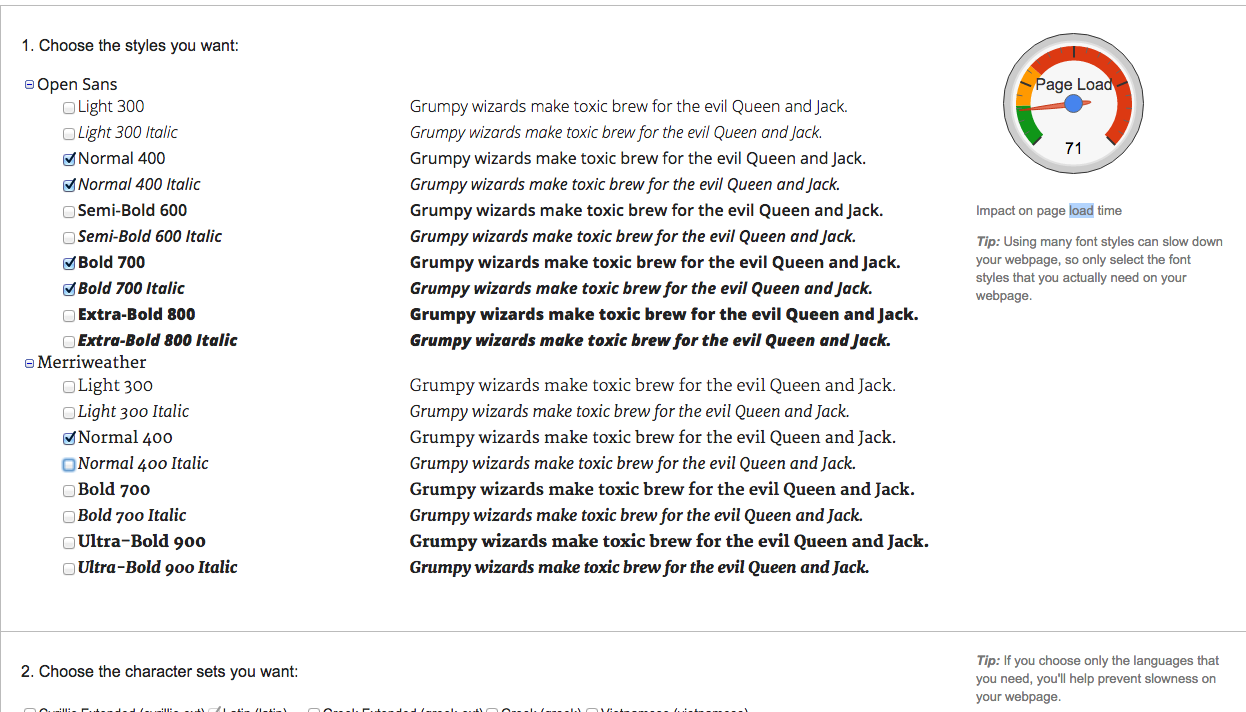 1. Choose the styles you want:
Open Sans
Light 300 Grumpy wizards make toxic brew for the evil Queen and Jack.
Light 300 Italic Grumpy wizards make toxic brew for the evil Queen and Jack.
Normal 400 Grumpy wizards make toxic brew for the evil Queen and Jack.
Normal 400 Italic Grumpy wizards make toxic brew for the evil Queen and Jack.
Semi-Bold 600 Grumpy wizards make toxic brew for the evil Queen and Jack.
Semi-Bold 600 Italic Grumpy wizards make toxic brew for the evil Queen and Jack.
Bold 700 Grumpy wizards make toxic brew for the evil Queen and Jack.
Bold 700 Italic Grumpy wizards make toxic brew for the evil Queen and Jack.
Extra-Bold 800 Grumpy wizards make toxic brew for the evil Queen and Jack.
Extra-Bold 800 Italic Grumpy wizards make toxic brew for the evil Queen and Jack.
Merriweather
Light 300 Grumpy wizards make toxic brew for the evil Queen and Jack.
Light 300 Italic Grumpy wizards make toxic brew for the evil Queen and Jack.
Normal 400 Grumpy wizards make toxic brew for the evil Queen and Jack.
Normal 400 Italic Grumpy wizards make toxic brew for the evil Queen and Jack.
Bold 700 Grumpy wizards make toxic brew for the evil Queen and Jack.
Bold 700 Italic Grumpy wizards make toxic brew for the evil Queen and Jack.
Ultra-Bold 900 Grumpy wizards make toxic brew for the evil Queen and Jack.
Ultra-Bold 900 Italic Grumpy wizards make toxic brew for the evil Queen and Jack.
Page Load
71
Impact on page load time
Tip: Using many font styles can slow down
your webpage, so only select the font
styles that you actually need on your
webpage.
2. Choose the character sets you want:
Cyrillic Extended (cyrillic-ext) Latin (latin) Greek Extended (greek-ext) Greek (greek) Vietnamese (vietnamese)
Tip: If you choose only the languages that
you need, you'll help prevent slowness on
your webpage.